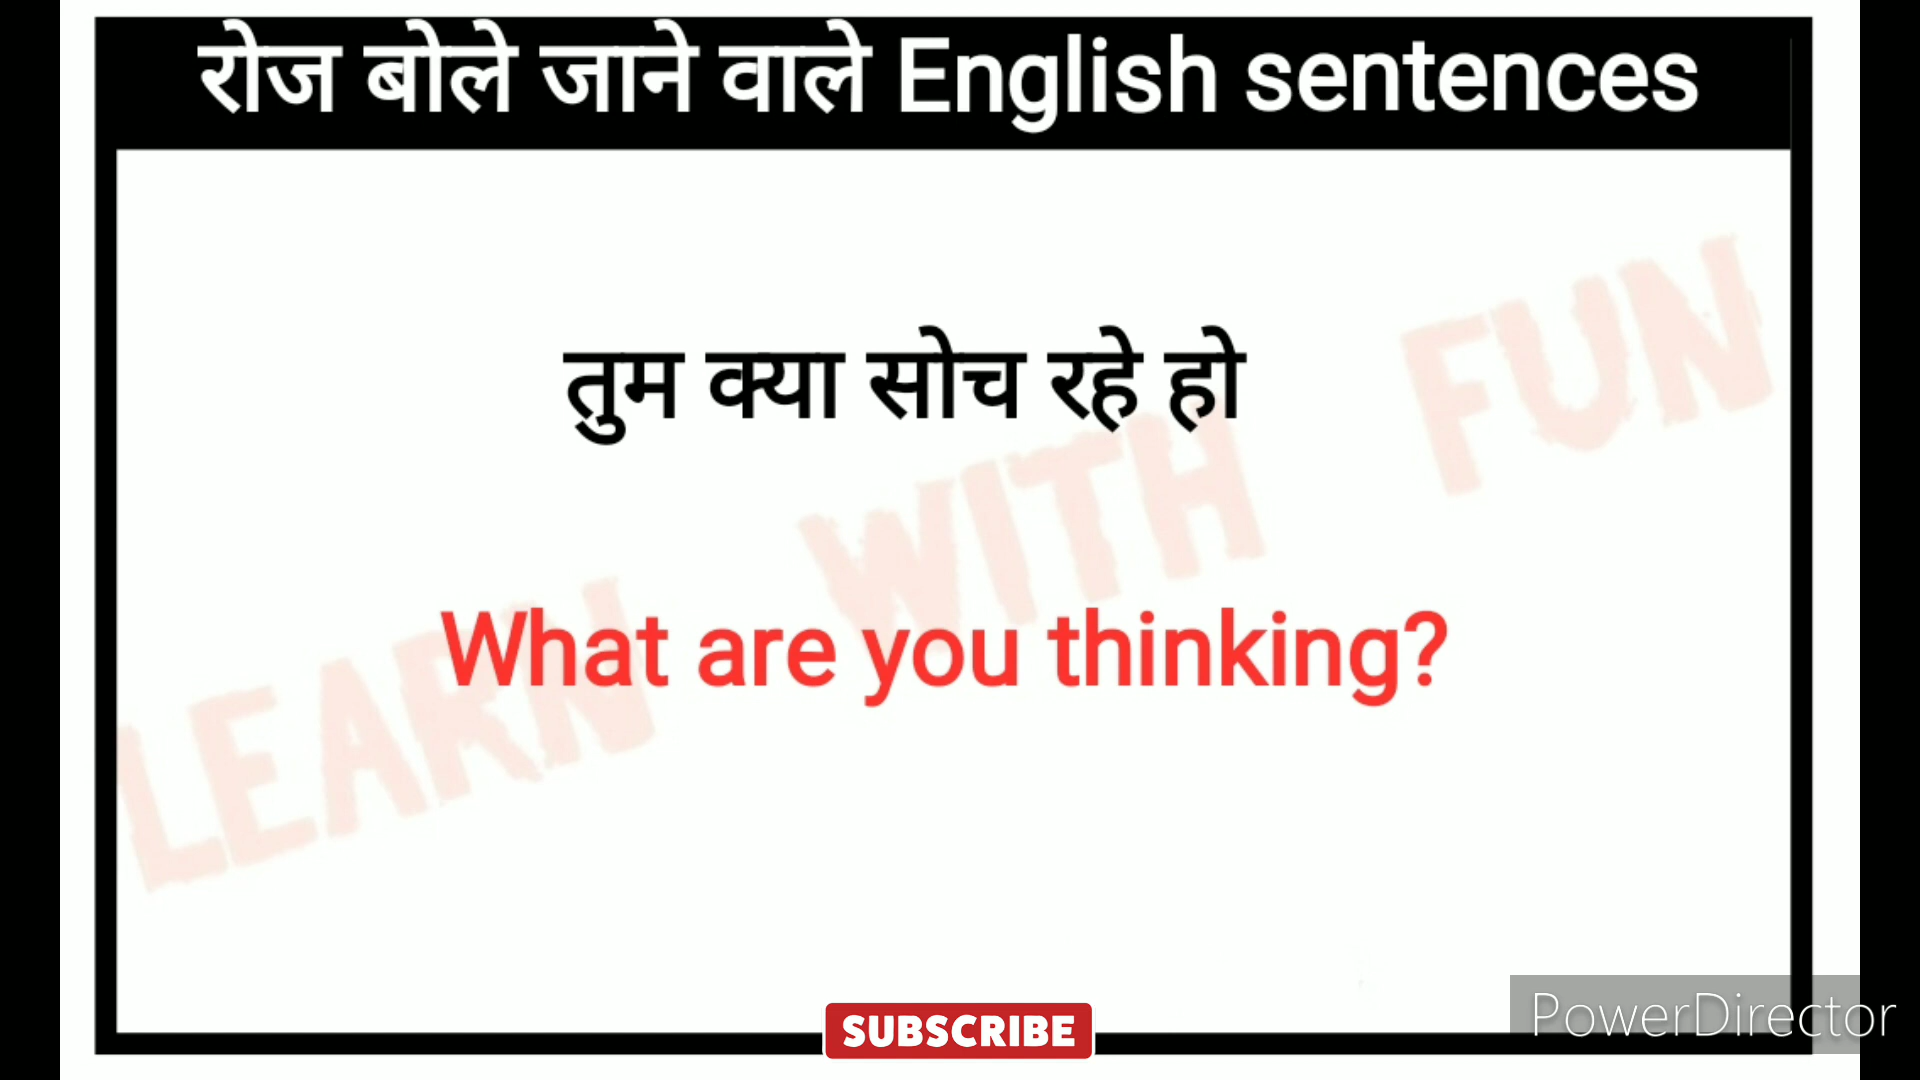 रोज बोले जाने वाले English sentences
तुम क्या सोच रहे हो
What are you thinking?
LEARN WITH FUN
SUBSCRIBE
PowerDirector